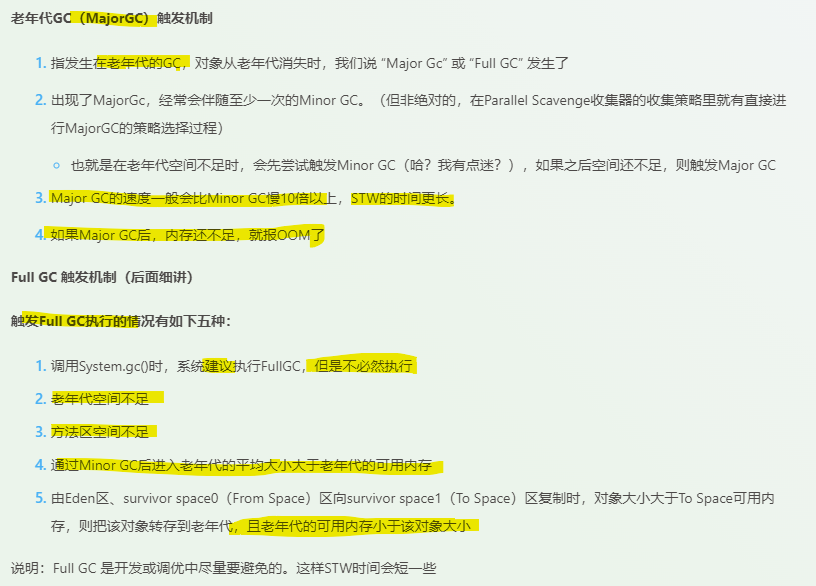 老年代GC（MajorGC）触发机制
1. 指发生在老年代的GC，对象从老年代消失时，我们说 “Major Gc” 或 “Full GC” 发生了
2. 出现了MajorGc，经常会伴随至少一次的Minor GC。（但非绝对的，在Parallel Scavenge收集器的收集策略里就有直接进
行MajorGC的策略选择过程）
也就是在老年代空间不足时，会先尝试触发Minor GC（哈？我有点迷？），如果之后空间还不足，则触发Major GC
3. Major GC的速度一般会比Minor GC慢10倍以上，STW的时间更长。
4. 如果Major GC后，内存还不足，就报OOM了
Full GC 触发机制（后面细讲）
触发Full GC执行的情况有如下五种：
1. 调用System.gc()时，系统建议执行FullGC，但是不必然执行
2. 老年代空间不足
3. 方法区空间不足
4. 通过Minor GC后进入老年代的平均大小大于老年代的可用内存
5. 由Eden区、survivor space0（From Space）区向survivor space1（To Space）区复制时，对象大小大于To Space可用内
存，则把该对象转存到老年代，且老年代的可用内存小于该对象大小
说明：Full GC 是开发或调优中尽量要避免的。这样STW时间会短一些